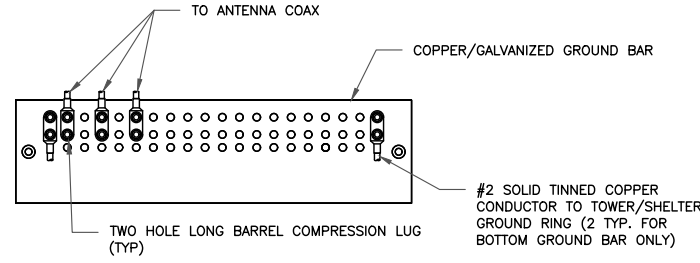 TO ANTENNA COAX
COPPER/GALVANIZED GROUND BAR
#2 SOLID TINNED COPPER
CONDUCTOR TO TOWER/SHELTER
GROUND RING (2 TYP. FOR
BOTTOM GROUND BAR ONLY)
TWO HOLE LONG BARREL COMPRESSION LUG
(TYP)